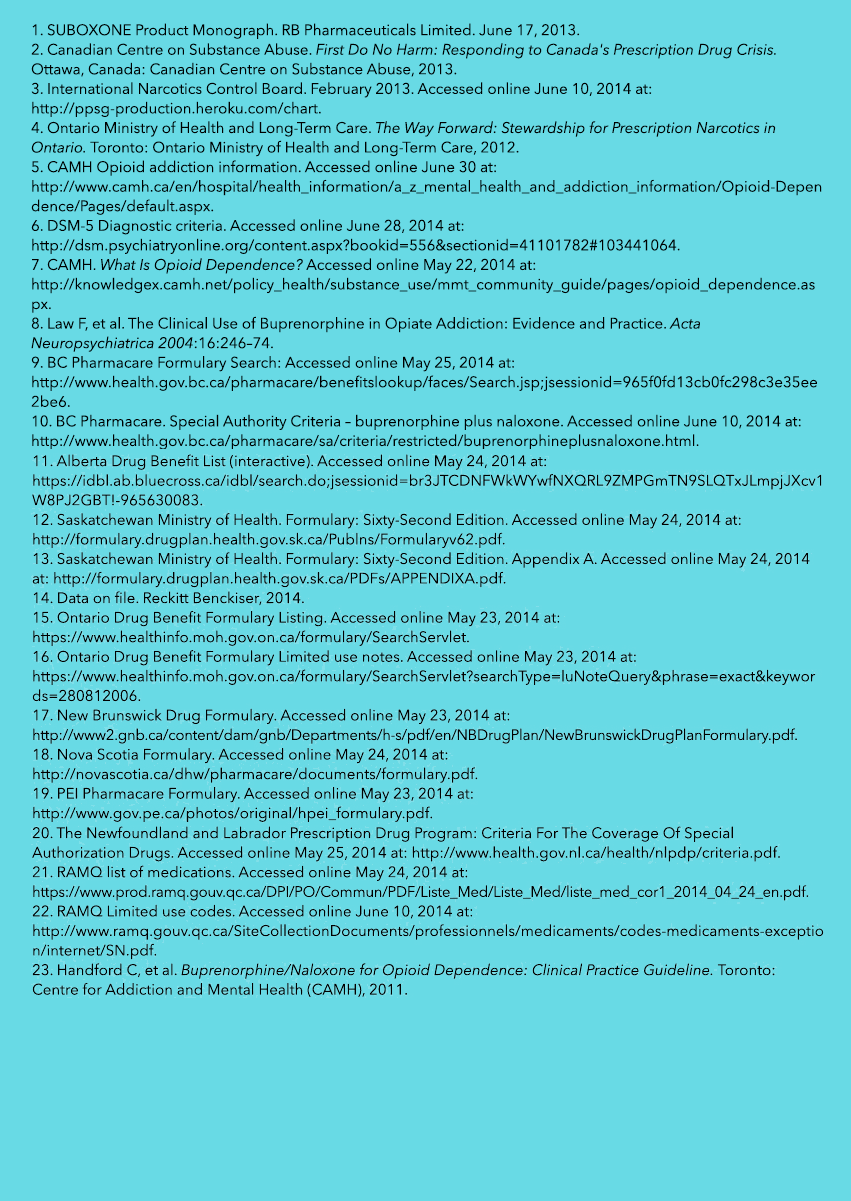 1. SUBOXONE Product Monograph. RB Pharmaceuticals Limited. June 17, 2013.
2. Canadian Centre on Substance Abuse. First Do No Harm: Responding to Canada's Prescription Drug Crisis.
Ottawa, Canada: Canadian Centre on Substance Abuse, 2013.
3. International Narcotics Control Board. February 2013. Accessed online June 10, 2014 at:
http://ppsg-production.heroku.com/chart.
4. Ontario Ministry of Health and Long-Term Care. The Way Forward: Stewardship for Prescription Narcotics in
Ontario. Toronto: Ontario Ministry of Health and Long-Term Care, 2012.
5. CAMH Opioid addiction information. Accessed online June 30 at:
http://www.camh.ca/en/hospital/health_information/a_z_mental_health_and_addiction_information/Opioid-Depen
dence/Pages/default.aspx.
6. DSM-5 Diagnostic criteria. Accessed online June 28, 2014 at:
http://dsm.psychiatryonline.org/content.aspx?bookid=556&sectionid=41101782#103441064.
7. CAMH. What Is Opioid Dependence? Accessed online May 22, 2014 at:
http://knowledgex.camh.net/policy_health/substance_use/mmt_community_guide/pages/opioid_dependence.as
px.
8. Law F, et al. The Clinical Use of Buprenorphine in Opiate Addiction: Evidence and Practice. Acta
Neuropsychiatrica 2004:16:246–74.
9. BC Pharmacare Formulary Search: Accessed online May 25, 2014 at:
http://www.health.gov.bc.ca/pharmacare/benefitslookup/faces/Search.jsp;jsessionid=965f0fd13cb0fc298c3e35ee
2be6.
10. BC Pharmacare. Special Authority Criteria – buprenorphine plus naloxone. Accessed online June 10, 2014 at:
http://www.health.gov.bc.ca/pharmacare/sa/criteria/restricted/buprenorphineplusnaloxone.html.
11. Alberta Drug Benefit List (interactive). Accessed online May 24, 2014 at:
https://idbl.ab.bluecross.ca/idbl/search.do;jsessionid=br3JTCDNFWkWYwfNXQRL9ZMPGmTN9SLQTxJLmpjJXcv1
W8PJ2GBT!-965630083.
12. Saskatchewan Ministry of Health. Formulary: Sixty-Second Edition. Accessed online May 24, 2014 at:
http://formulary.drugplan.health.gov.sk.ca/Publns/Formularyv62.pdf.
13. Saskatchewan Ministry of Health. Formulary: Sixty-Second Edition. Appendix A. Accessed online May 24, 2014
at: http://formulary.drugplan.health.gov.sk.ca/PDFs/APPENDIXA.pdf.
14. Data on file. Reckitt Benckiser, 2014.
15. Ontario Drug Benefit Formulary Listing. Accessed online May 23, 2014 at:
https://www.healthinfo.moh.gov.on.ca/formulary/SearchServlet.
16. Ontario Drug Benefit Formulary Limited use notes. Accessed online May 23, 2014 at:
https://www.healthinfo.moh.gov.on.ca/formulary/SearchServlet?searchType=luNoteQuery&phrase=exact&keywor
ds=280812006.
17. New Brunswick Drug Formulary. Accessed online May 23, 2014 at:
http://www2.gnb.ca/content/dam/gnb/Departments/h-s/pdf/en/NBDrugPlan/NewBrunswickDrugPlanFormulary.pdf.
18. Nova Scotia Formulary. Accessed online May 24, 2014 at:
http://novascotia.ca/dhw/pharmacare/documents/formulary.pdf.
19. PEI Pharmacare Formulary. Accessed online May 23, 2014 at:
http://www.gov.pe.ca/photos/original/hpei_formulary.pdf.
20. The Newfoundland and Labrador Prescription Drug Program: Criteria For The Coverage Of Special
Authorization Drugs. Accessed online May 25, 2014 at: http://www.health.gov.nl.ca/health/nlpdp/criteria.pdf.
21. RAMQ list of medications. Accessed online May 24, 2014 at:
https://www.prod.ramq.gouv.qc.ca/DPI/PO/Commun/PDF/Liste_Med/Liste_Med/liste_med_cor1_2014_04_24_en.pdf.
22. RAMQ Limited use codes. Accessed online June 10, 2014 at:
http://www.ramq.gouv.qc.ca/SiteCollectionDocuments/professionnels/medicaments/codes-medicaments-exceptio
n/internet/SN.pdf.
23. Handford C, et al. Buprenorphine/Naloxone for Opioid Dependence: Clinical Practice Guideline. Toronto:
Centre for Addiction and Mental Health (CAMH), 2011.